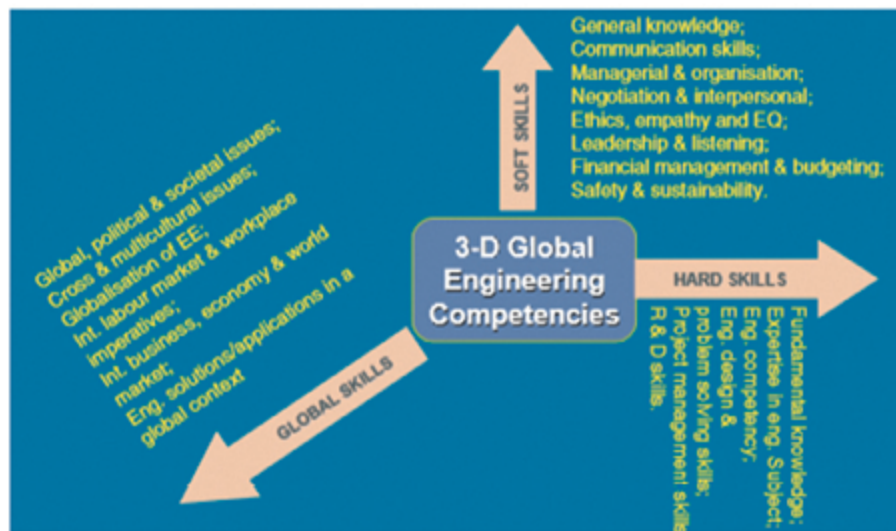 General knowledge;
Communication skills;
Managerial & organisation;
Negotiation & interpersonal;
Ethics, empathy and EQ;
Leadership & listening;
Financial management & budgeting;
Safety & sustainability.
SOFT SKILLS
3-D Global
Engineering
Competencies
HARD SKILLS
Fundamental knowledge;
Expertise in eng. Subject;
Eng. competency;
Eng. design &
problem solving skills;
Project management skills
R & D skills.
Global, political & societal issues;
Cross & multicultural issues;
Globalisation of EE;
Int. labour market & workplace
imperatives;
Int. business, economy & world
market;
Eng. solutions/applications in a
global context
GLOBAL SKILLS